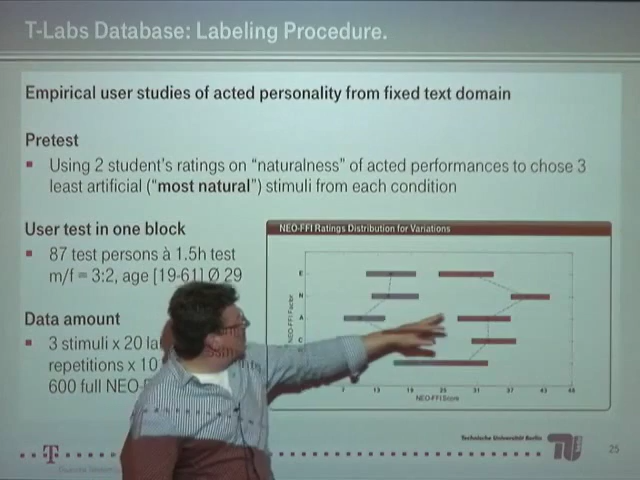 T-Labs Database: Labeling Procedure.
Empirical user studies of acted personality from fixed text domain
Pretest
Using 2 student's ratings on "naturalness" of acted performances to chose 3
least artificial ("most natural") stimuli from each condition
User test in one block
87 test persons à 1.5h test
m/f = 3:2, age [19-61] Ø 29
Data amount
3 stimuli x 20
repetitions x 10
600 full NEO-
NEO-FFI Ratings Distribution for Variations
E
N
A
C
NEO-FFI Factor
13
25
31
37
NEO-FFI Score
T
Technische Universität Berlin
25